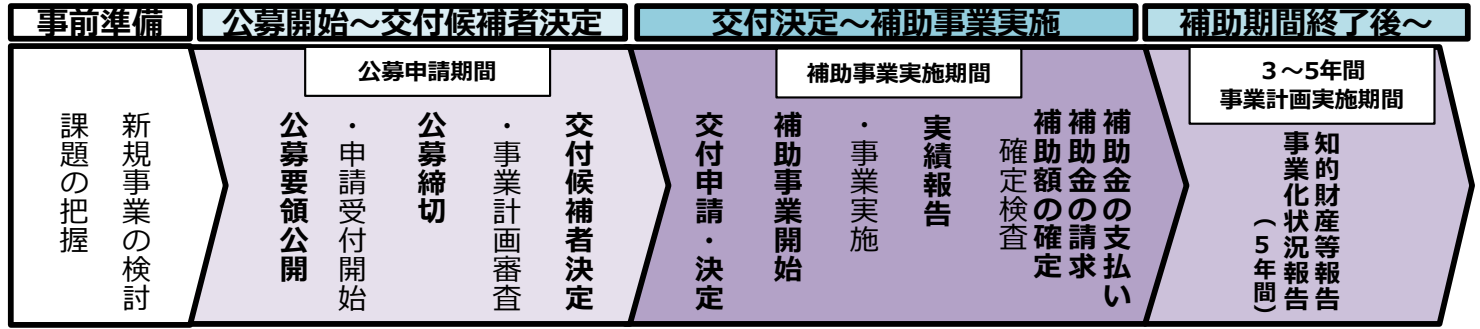 事前準備
公募開始～交付候補者決定
交付決定～補助事業実施
補助期間終了後～
課題の把握
新規事業の検討
公募申請期間
公募要領公開
・申請受付開始
公募締切
・事業計画審査
交付候補者決定
補助事業実施期間
交付申請・決定
補助事業開始
・事業実施
実績報告
確定検査
補助額の確定
補助金の請求
補助金の支払い
３～5年間
事業計画実施期間
事業化状況報告
（５年間）
知的財産等報告